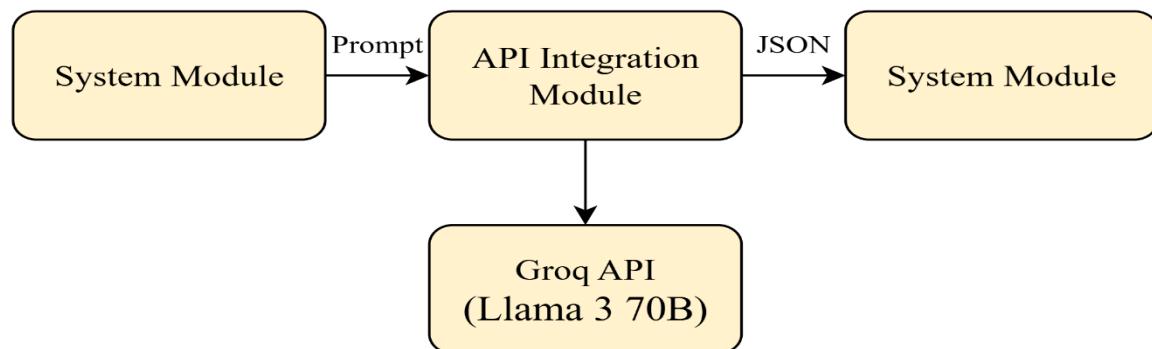 System Module
Prompt
API Integration
Module
JSON
System Module
Groq API
(Llama 3 70B)